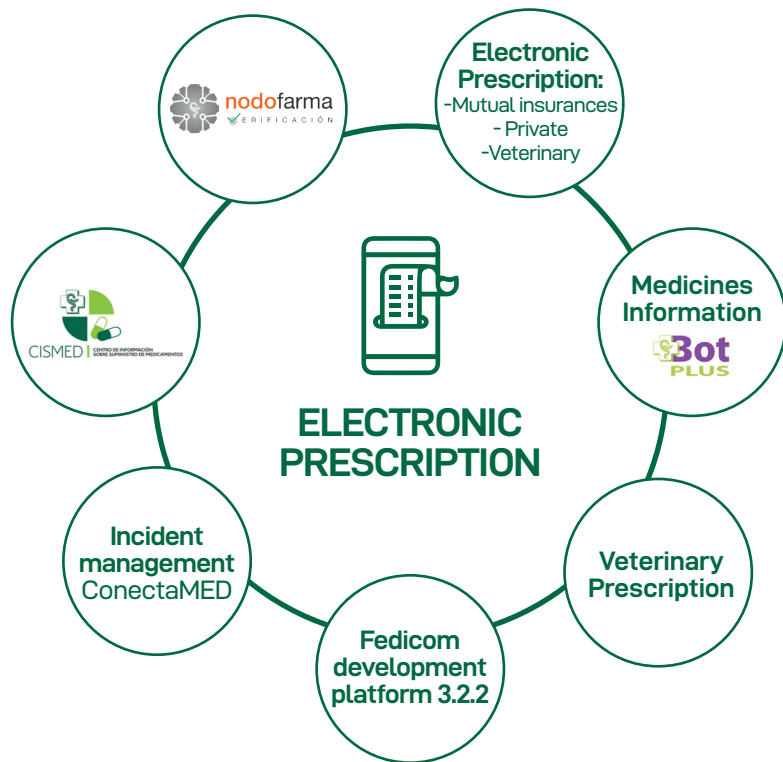 nodofarma
VERIFICACIÓN
Electronic
Prescription:
-Mutual insurances
- Private
-Veterinary
CISMED
CENTRO DE INFORMACIÓN
SOBRE SUMINISTRO DE MEDICAMENTOS
Medicines
Information
Bot
PLUS
ELECTRONIC
PRESCRIPTION
Incident
management
ConectaMED
Veterinary
Prescription
Fedicom
development
platform 3.2.2